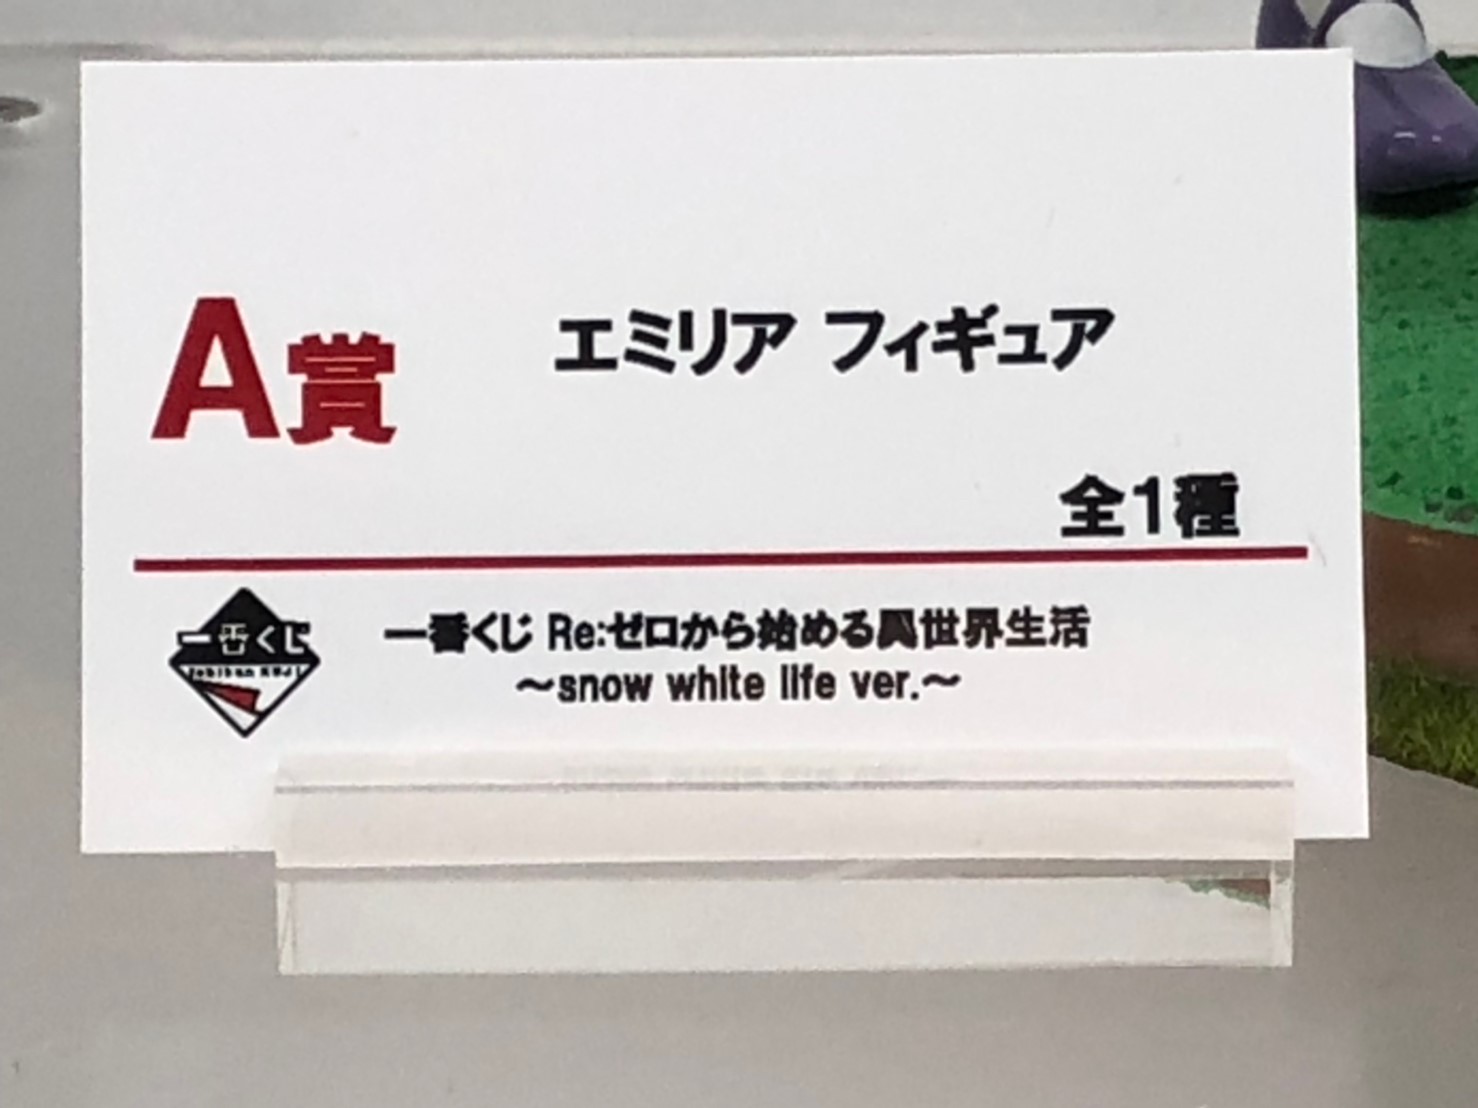 A賞
エミリア フィギュア
全1種
一番くじ
Ichiban KUJI
一番くじ Re:ゼロから始める異世界生活
～snow white life ver.～